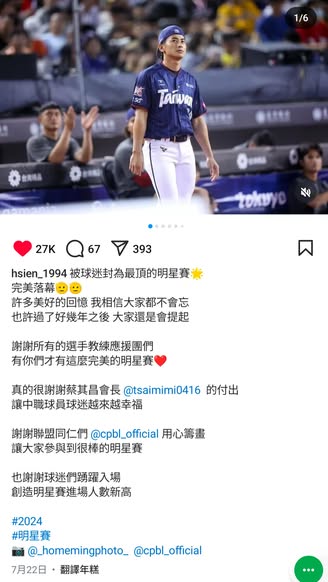 1/6
Taiwan
台灣大哥大
tokuyo
27K
67
393
hsien_1994 被球迷封為最頂的明星賽🌟
完美落幕🫡🫡
許多美好的回憶 我相信大家都不會忘
也許過了好幾年之後 大家還是會提起
謝謝所有的選手教練應援團們
有你們才有這麼完美的明星賽❤️
真的很謝謝蔡其昌會長 @tsaimimi0416 的付出
讓中職球員球迷越來越幸福
謝謝聯盟同仁們 @cpbl_official 用心籌畫
讓大家參與到很棒的明星賽
也謝謝球迷們踴躍入場
創造明星賽進場人數新高
#2024
#明星賽
📷 @_homemingphoto_ @cpbl_official
7月22日 · 翻譯年糕